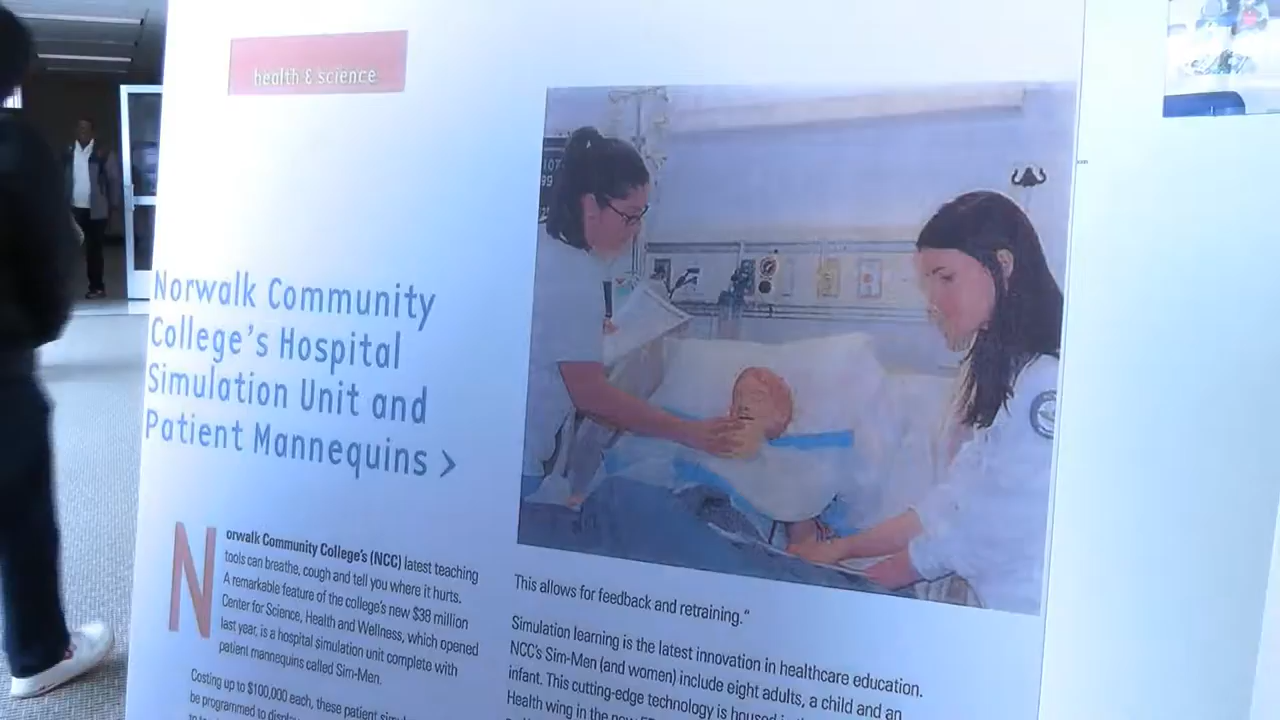 health & science
Norwalk Community
College's Hospital
Simulation Unit and
Patient Mannequins >
Norwalk Community College's (NCC) latest teaching
tools can breathe, cough and tell you where it hurts.
A remarkable feature of the college's new $38 million
Center for Science, Health and Wellness, which opened
last year, is a hospital simulation unit complete with
patient mannequins called Sim-Men.
Costing up to $100,000 each, these patient
be programmed to
This allows for feedback and retraining."
Simulation learning is the latest innovation in healthcare education.
NCC's Sim-Men (and women) include eight adults, a child and an
infant. This cutting-edge technology is housed
Health wing in the new